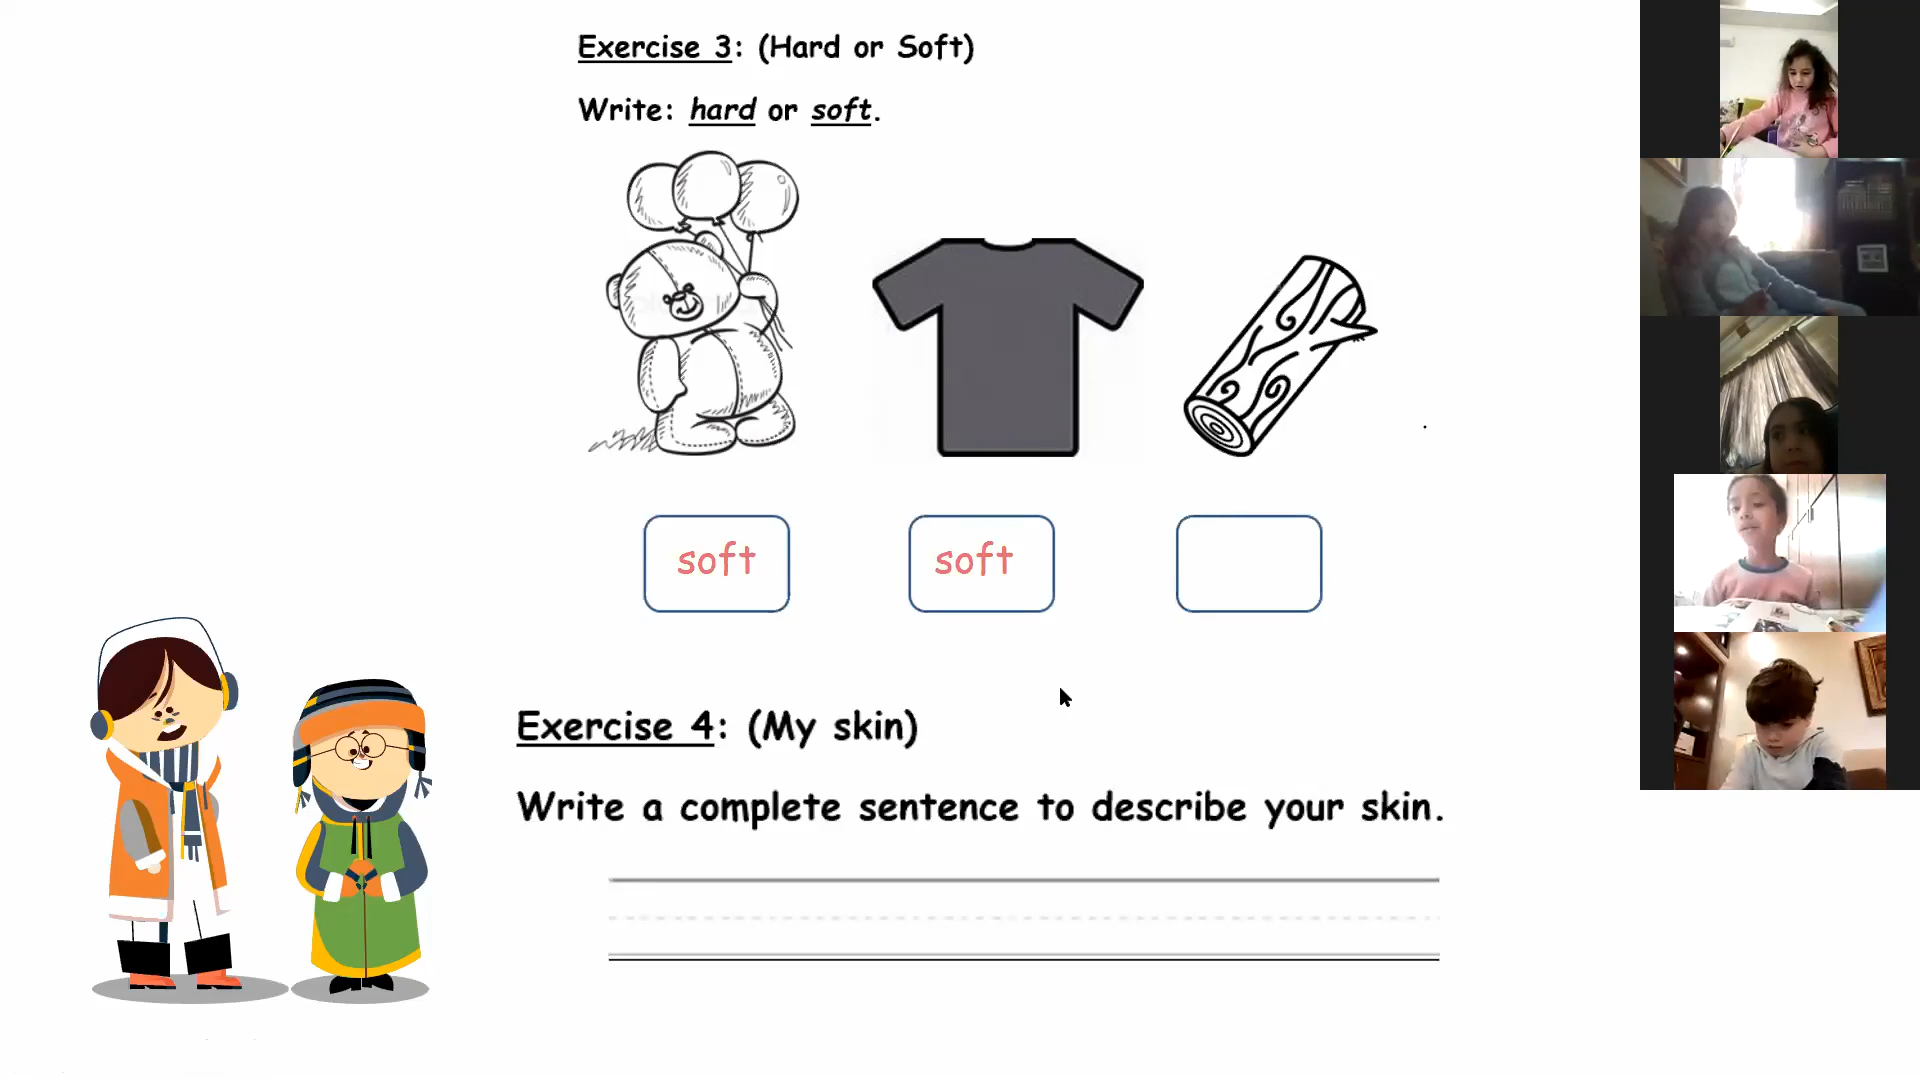 Exercise 3: (Hard or Soft)
Write: hard or soft.
soft soft
Exercise 4: (My skin)
Write a complete sentence to describe your skin.